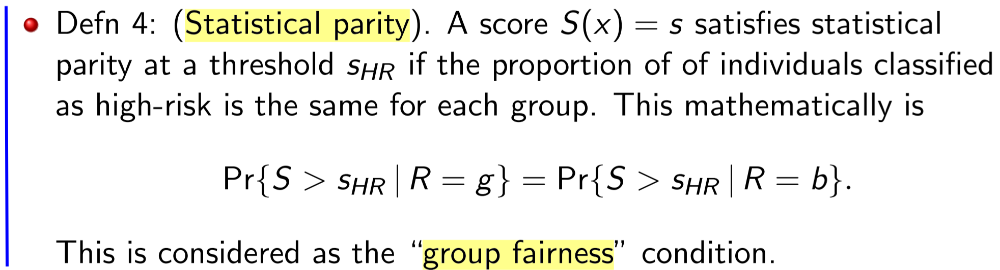 Defn 4: (Statistical parity). A score S(x) = s satisfies statistical
parity at a threshold s_{HR} if the proportion of of individuals classified
as high-risk is the same for each group. This mathematically is
Pr{S > s_{HR} | R = g} = Pr{S > s_{HR} | R = b}.
This is considered as the “group fairness” condition.